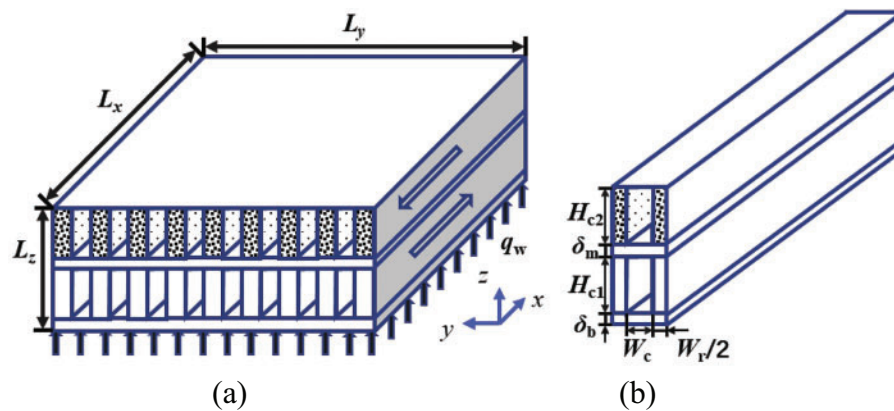 L_y
L_x
L_z
q_w
z
x
y
H_c2
δ_m
H_c1
δ_b
W_c
W_r/2
(a)
(b)